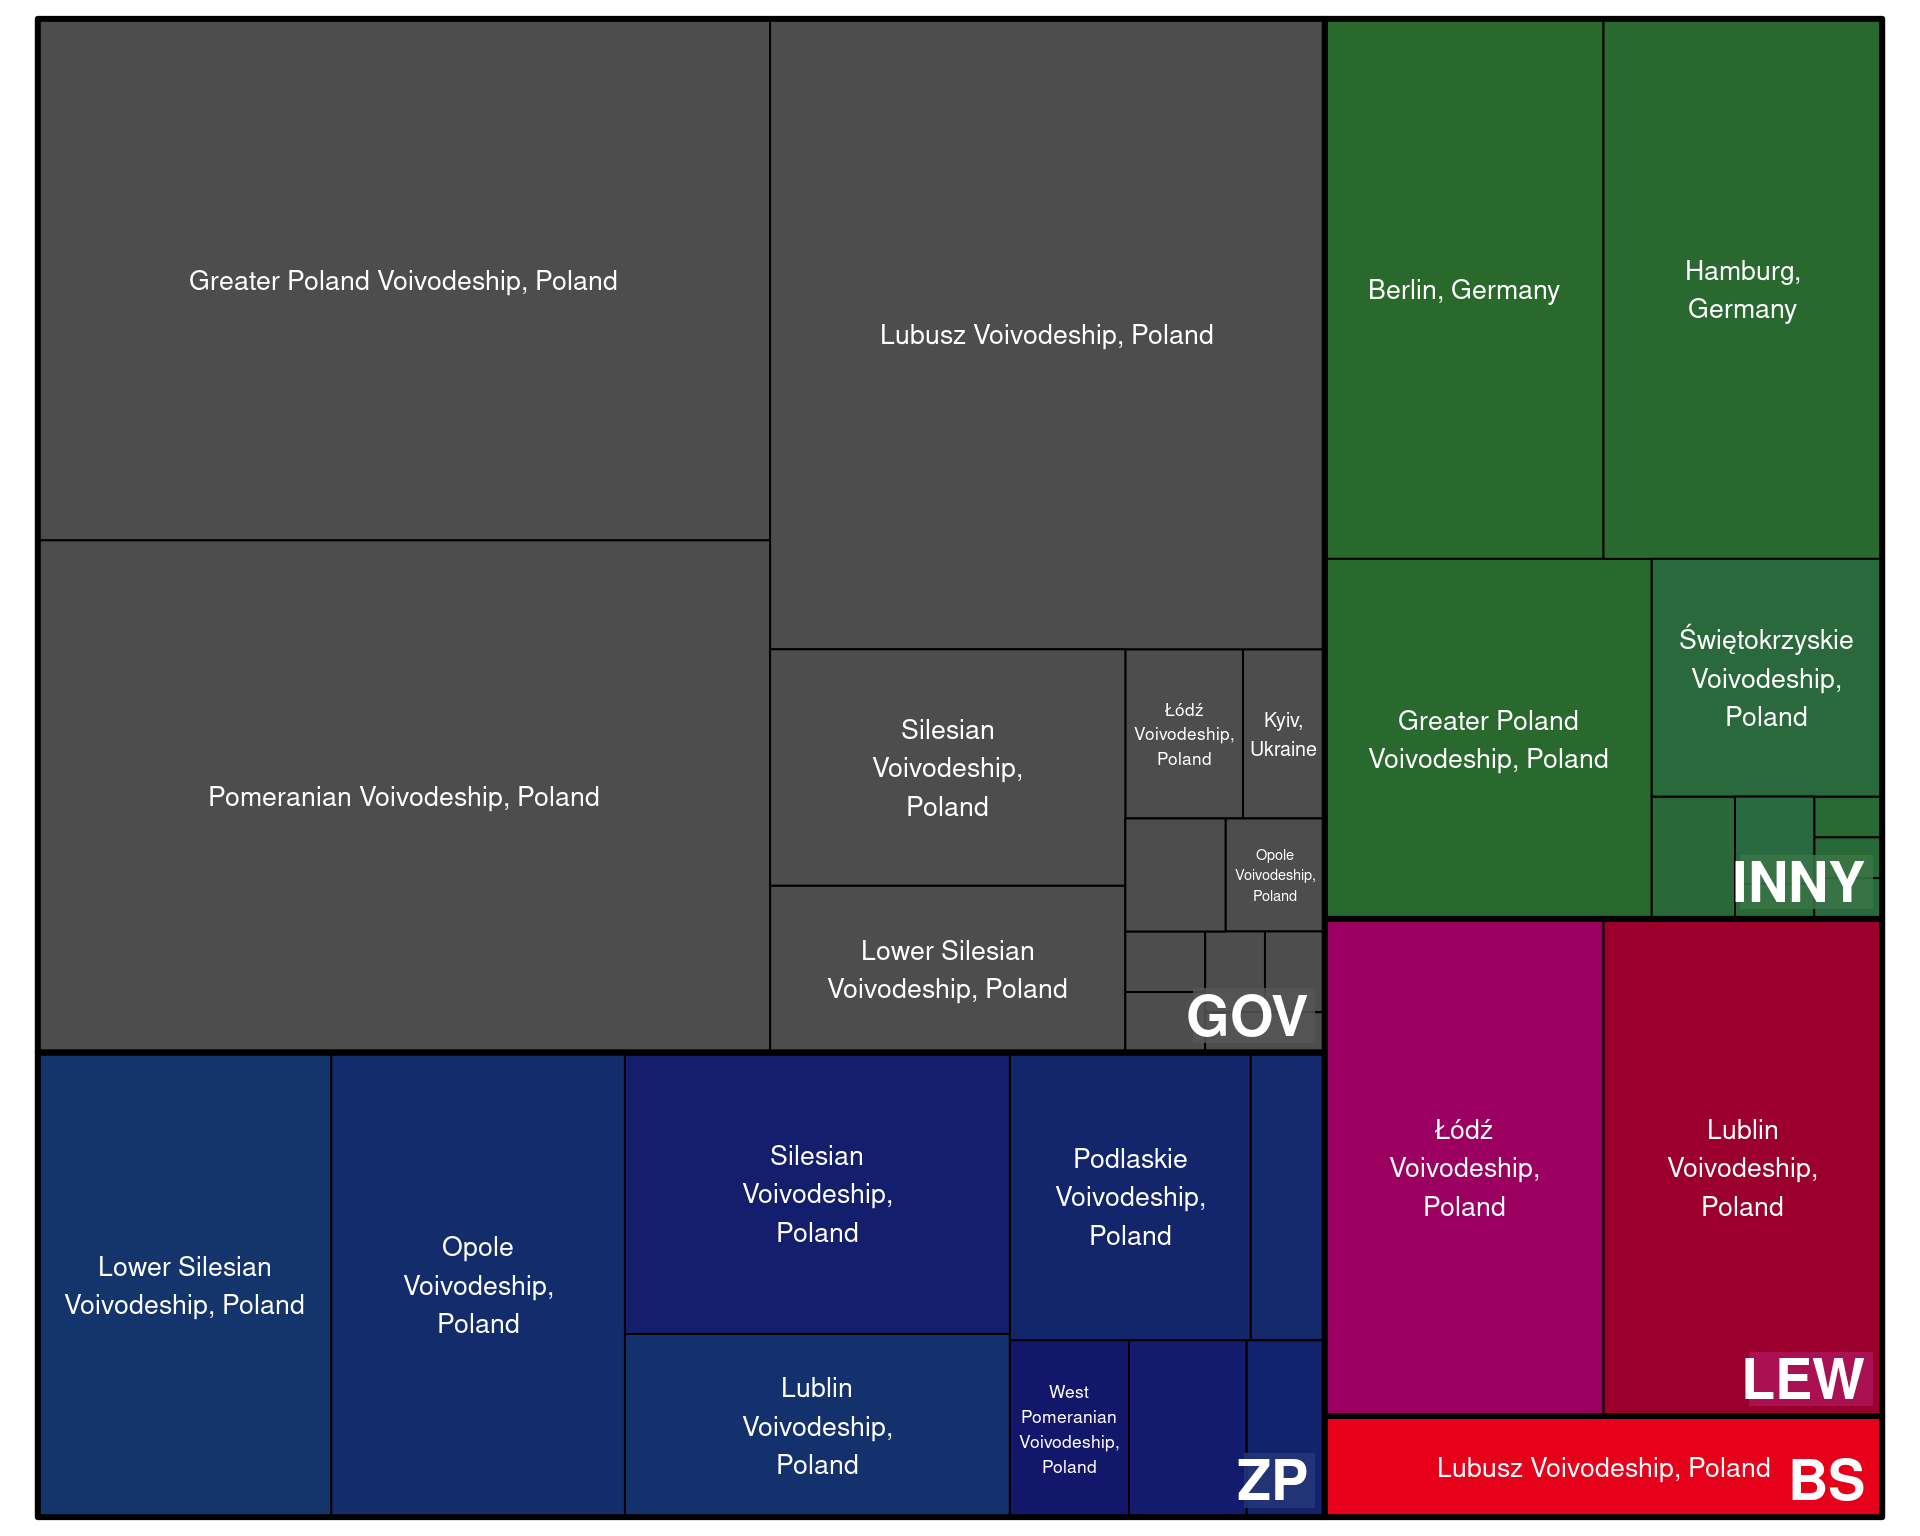 Greater Poland Voivodeship, Poland
Pomeranian Voivodeship, Poland
Lubusz Voivodeship, Poland
Silesian
Voivodeship,
Poland
Lower Silesian
Voivodeship, Poland
Łódź
Voivodeship,
Poland
Kyiv,
Ukraine
Opole
Voivodeship,
Poland
GOV
Berlin, Germany
Hamburg,
Germany
Greater Poland
Voivodeship, Poland
Świętokrzyskie
Voivodeship,
Poland
INNY
Lower Silesian
Voivodeship, Poland
Opole
Voivodeship,
Poland
Silesian
Voivodeship,
Poland
Lublin
Voivodeship,
Poland
Podlaskie
Voivodeship,
Poland
West
Pomeranian
Voivodeship,
Poland
ZP
Łódź
Voivodeship,
Poland
Lublin
Voivodeship,
Poland
LEW
Lubusz Voivodeship, Poland
BS